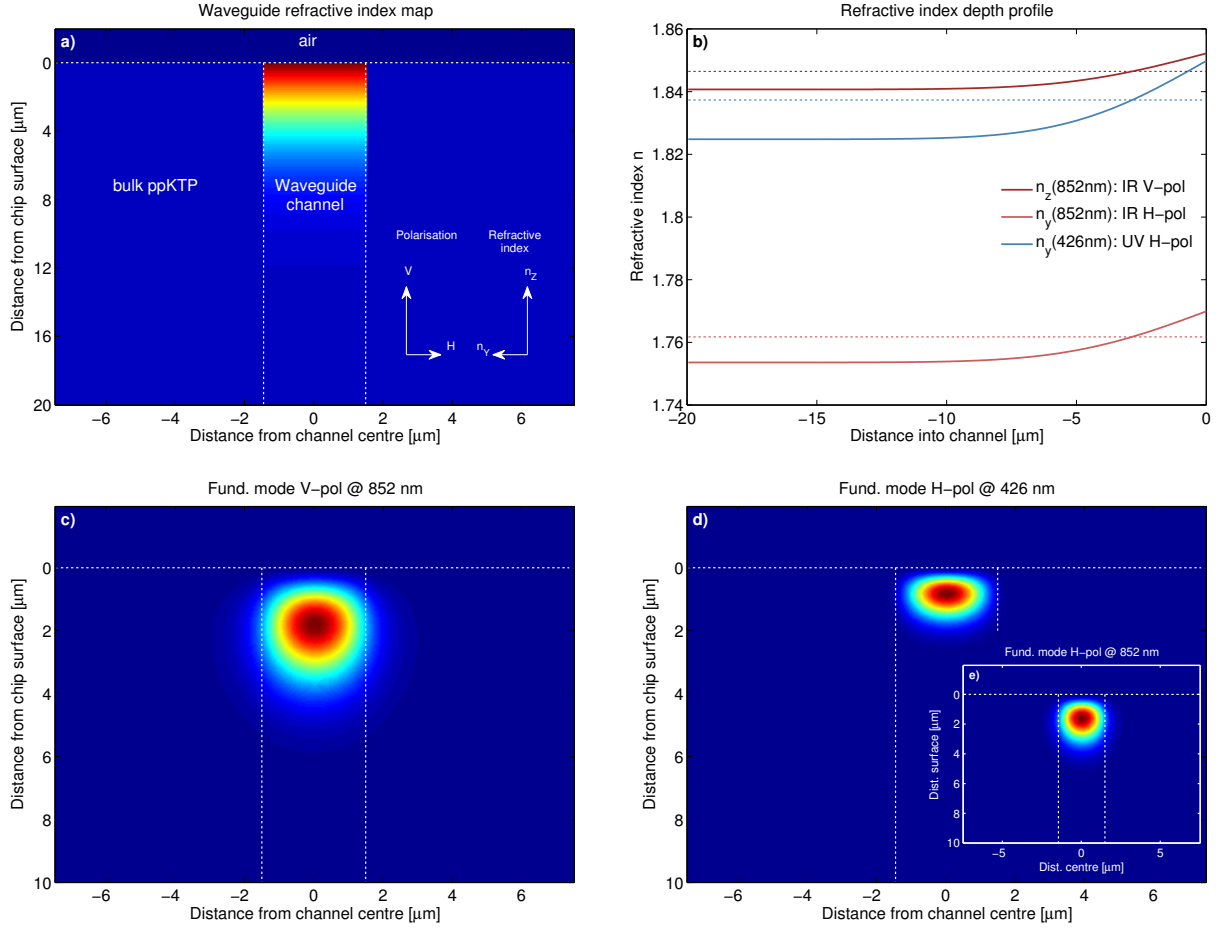 Waveguide refractive index map
a)
air
0
4
8
12
16
20
Distance from chip surface [μm]
bulk ppKTP
Waveguide
channel
Polarisation
Refractive
index
V
n_Z
H
n_Y
−6
−4
−2
0
2
4
6
Distance from channel centre [μm]
Refractive index depth profile
b)
1.86
1.84
1.82
1.8
1.78
1.76
1.74
Refractive index n
n_z(852nm): IR V−pol
n_y(852nm): IR H−pol
n_y(426nm): UV H−pol
−20
−15
−10
−5
0
Distance into channel [μm]
Fund. mode V−pol @ 852 nm
c)
0
2
4
6
8
10
Distance from chip surface [μm]
−6
−4
−2
0
2
4
6
Distance from channel centre [μm]
Fund. mode H−pol @ 426 nm
d)
0
2
4
6
8
10
Distance from chip surface [μm]
Fund. mode H−pol @ 852 nm
e)
0
2
4
6
8
10
Dist. surface [μm]
−5
0
5
Dist. centre [μm]
−6
−4
−2
0
2
4
6
Distance from channel centre [μm]